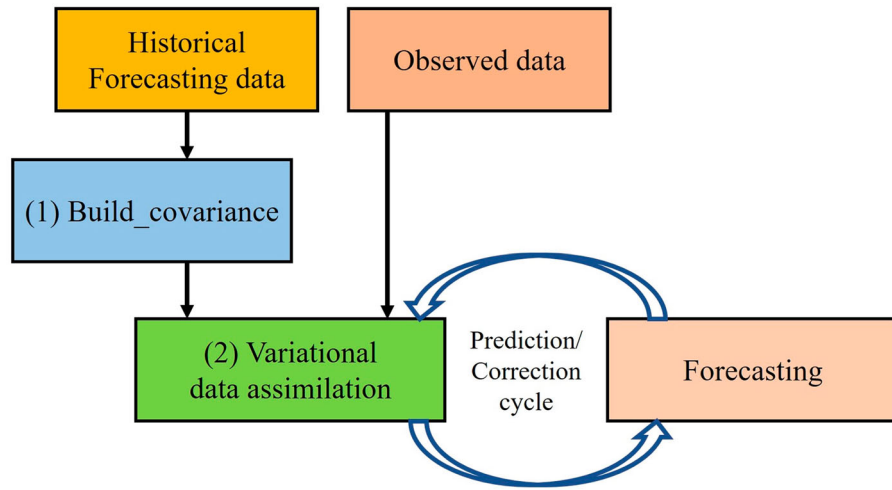 Historical
Forecasting data
Observed data
(1) Build_covariance
(2) Variational
data assimilation
Prediction/
Correction
cycle
Forecasting